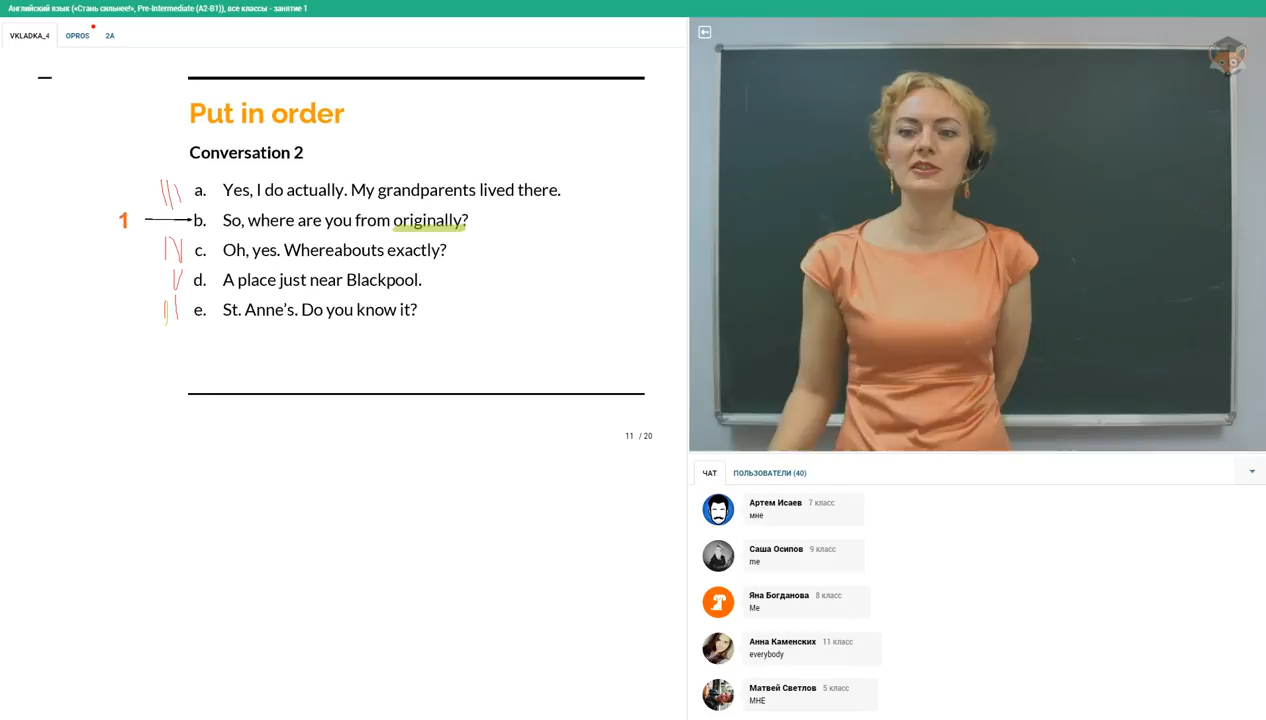 Английский язык («Стань сильнее!», Pre-Intermediate (A2-B1)), все классы - занятие 1
VKLADKA_4 OPROS 2A
Put in order
Conversation 2
a. Yes, I do actually. My grandparents lived there.
1 b. So, where are you from originally?
c. Oh, yes. Whereabouts exactly?
d. A place just near Blackpool.
e. St. Anne's. Do you know it?
11 / 20
ЧАТ ПОЛЬЗОВАТЕЛИ (40)
Артем Исаев 7 класс
мне
Саша Осипов 9 класс
me
Яна Богданова 8 класс
Me
Анна Каменских 11 класс
everybody
Матвей Светлов 5 класс
МНЕ